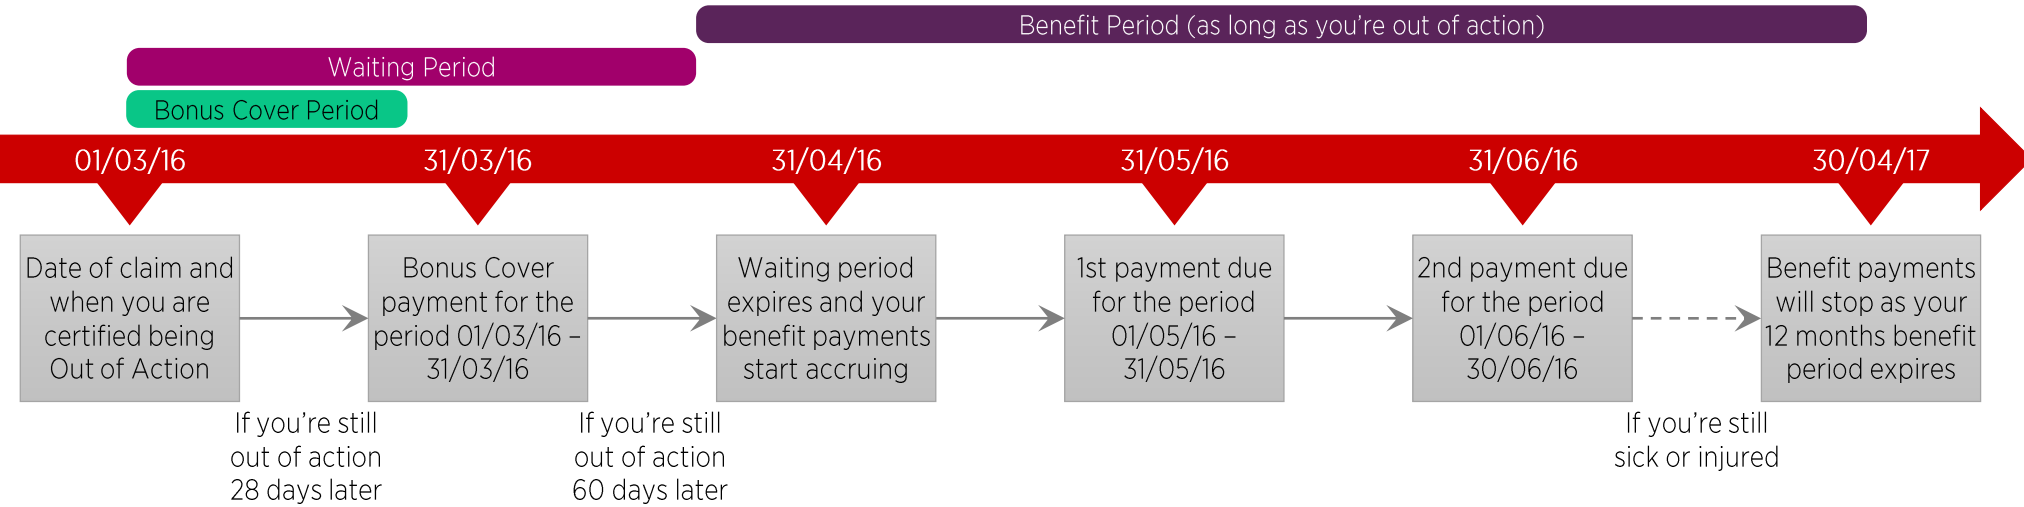 Benefit Period (as long as you’re out of action)
Waiting Period
Bonus Cover Period
01/03/16
31/03/16
31/04/16
31/05/16
31/06/16
30/04/17
Date of claim and
when you are
certified being
Out of Action
Bonus Cover
payment for the
period 01/03/16 –
31/03/16
Waiting period
expires and your
benefit payments
start accruing
1st payment due
for the period
01/05/16 –
31/05/16
2nd payment due
for the period
01/06/16 –
30/06/16
Benefit payments
will stop as your
12 months benefit
period expires
If you’re still
out of action
28 days later
If you’re still
out of action
60 days later
If you’re still
sick or injured